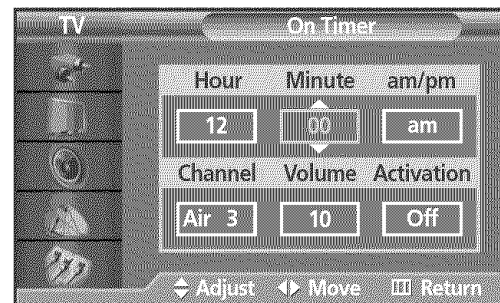 TV
On Timer
Hour Minute am/pm
12 00 am
Channel Volume Activation
Air 3 10 Off
Adjust Move Return